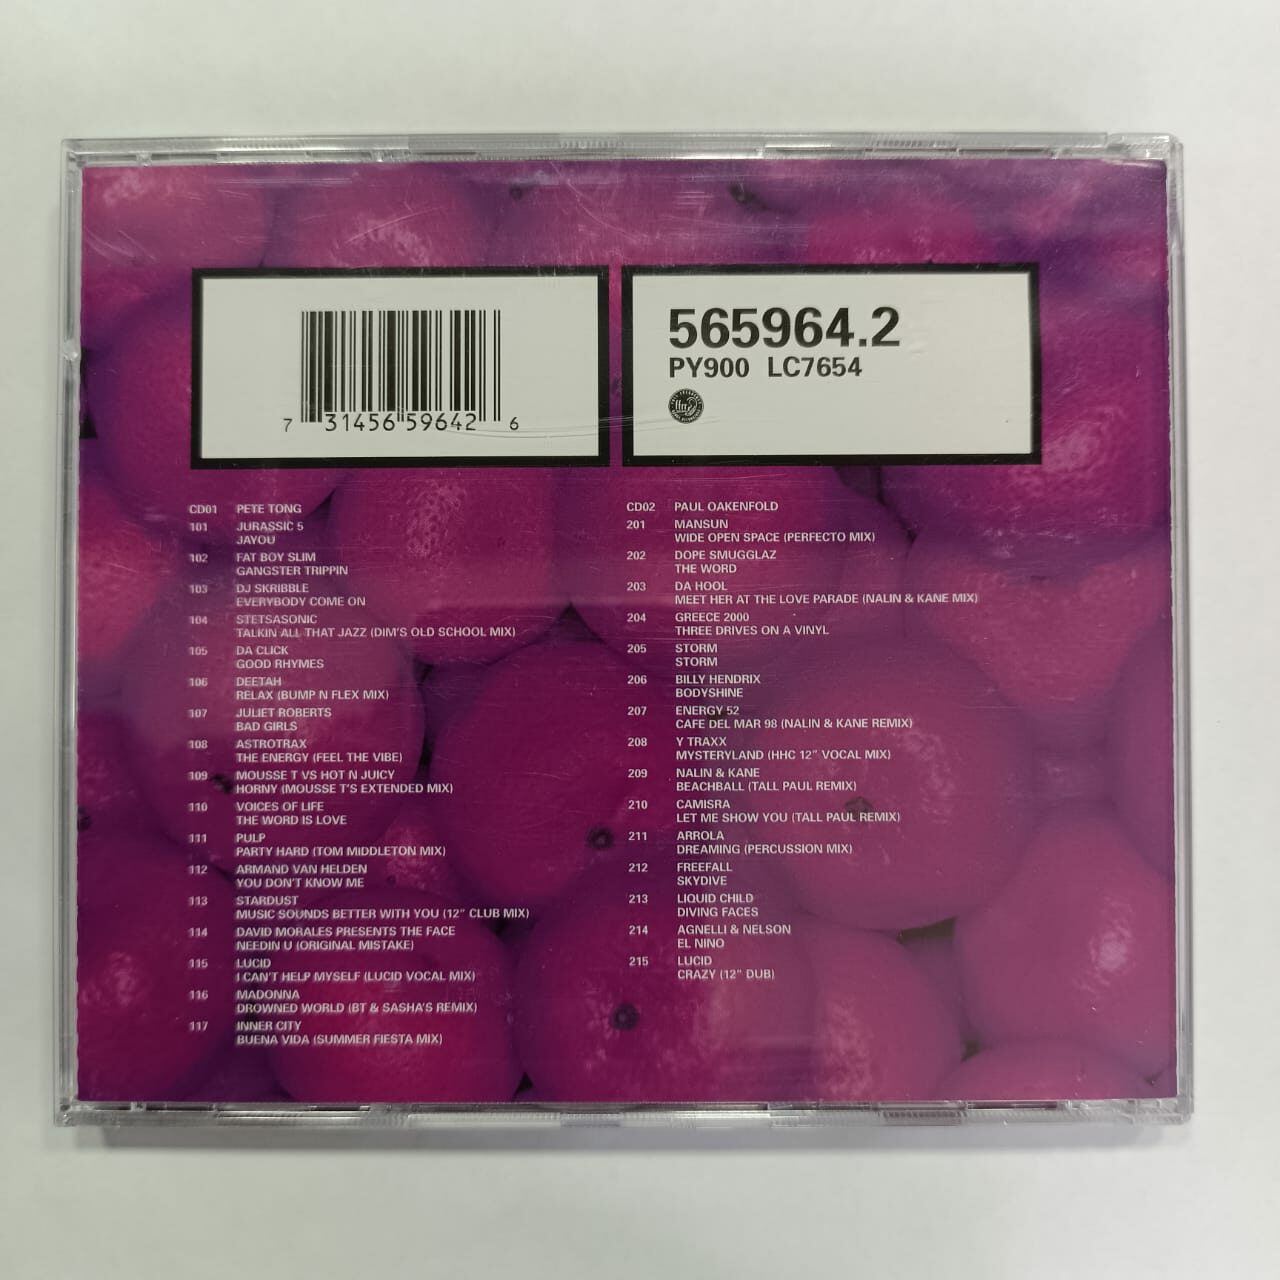 7 31456 59642 6
565964.2
PY900 LC7654
ffrr
CD01 PETE TONG
101 JURASSIC 5
JAYOU
102 FAT BOY SLIM
GANGSTER TRIPPIN
103 DJ SKRIBBLE
EVERYBODY COME ON
104 STETSASONIC
TALKIN ALL THAT JAZZ (DIM'S OLD SCHOOL MIX)
105 DA CLICK
GOOD RHYMES
106 DEETAH
RELAX (BUMP N FLEX MIX)
107 JULIET ROBERTS
BAD GIRLS
108 ASTROTRAX
THE ENERGY (FEEL THE VIBE)
109 MOUSSE T VS HOT N JUICY
HORNY (MOUSSE T'S EXTENDED MIX)
110 VOICES OF LIFE
THE WORD IS LOVE
111 PULP
PARTY HARD (TOM MIDDLETON MIX)
112 ARMAND VAN HELDEN
YOU DON'T KNOW ME
113 STARDUST
MUSIC SOUNDS BETTER WITH YOU (12" CLUB MIX)
114 DAVID MORALES PRESENTS THE FACE
NEEDIN U (ORIGINAL MISTAKE)
115 LUCID
I CAN'T HELP MYSELF (LUCID VOCAL MIX)
116 MADONNA
DROWNED WORLD (BT & SASHA'S REMIX)
117 INNER CITY
BUENA VIDA (SUMMER FIESTA MIX)
CD02 PAUL OAKENFOLD
201 MANSUN
WIDE OPEN SPACE (PERFECTO MIX)
202 DOPE SMUGGLAZ
THE WORD
203 DA HOOL
MEET HER AT THE LOVE PARADE (NALIN & KANE MIX)
204 GREECE 2000
THREE DRIVES ON A VINYL
205 STORM
STORM
206 BILLY HENDRIX
BODYSHINE
207 ENERGY 52
CAFE DEL MAR 98 (NALIN & KANE REMIX)
208 Y TRAXX
MYSTERYLAND (HHC 12" VOCAL MIX)
209 NALIN & KANE
BEACHBALL (TALL PAUL REMIX)
210 CAMISRA
LET ME SHOW YOU (TALL PAUL REMIX)
211 ARROLA
DREAMING (PERCUSSION MIX)
212 FREEFALL
SKYDIVE
213 LIQUID CHILD
DIVING FACES
214 AGNELLI & NELSON
EL NINO
215 LUCID
CRAZY (12" DUB)